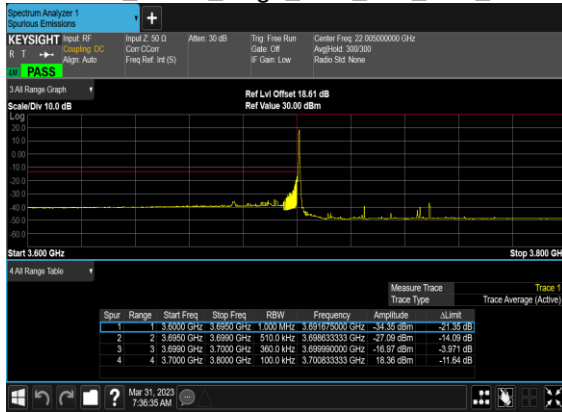 Spectrum Analyzer 1
Spurious Emissions
+
KEYSIGHT Input: RF Input Z: 50 Ω Atten: 30 dB Trig: Free Run Center Freq: 22.005000000 GHz
R T Coupling: DC Corr CCorr Gate: Off Avg|Hold: 300/300
Align: Auto Freq Ref: Int (S) IF Gain: Low Radio Std: None
PASS
3 All Range Graph
Ref Lvl Offset 18.61 dB
Scale/Div 10.0 dB Ref Value 30.00 dBm
Log
20.0
10.0
0.00
-10.0
-20.0
-30.0
-40.0
-50.0
-60.0
Start 3.600 GHz Stop 3.800 GH
4 All Range Table
Measure Trace Trace 1
Trace Type Trace Average (Active)
Spur Range Start Freq Stop Freq RBW Frequency Amplitude ΔLimit
1 1 3.6000 GHz 3.6950 GHz 1.000 MHz 3.691675000 GHz -34.35 dBm -21.35 dB
2 2 3.6950 GHz 3.6990 GHz 510.0 kHz 3.698633333 GHz -27.09 dBm -14.09 dB
3 3 3.6990 GHz 3.7000 GHz 360.0 kHz 3.699990000 GHz -16.97 dBm -3.971 dB
4 4 3.7000 GHz 3.8000 GHz 100.0 kHz 3.700833333 GHz 18.36 dBm -11.64 dB
? Mar 31, 2023
7:36:35 AM